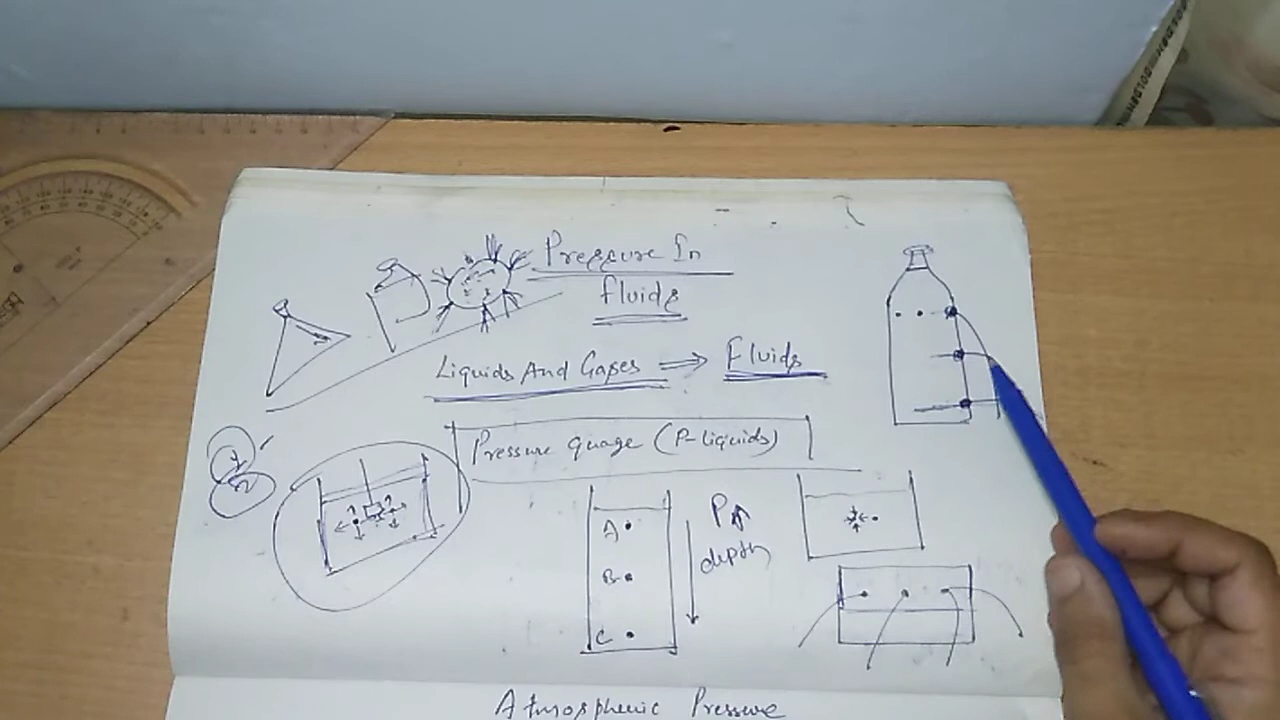 Pressure In
fluids
Liquids And Gases ⇒ Fluids
Pressure guage (P-liquids)
P↑
depth
A
B
C
Atmospheric Pressure